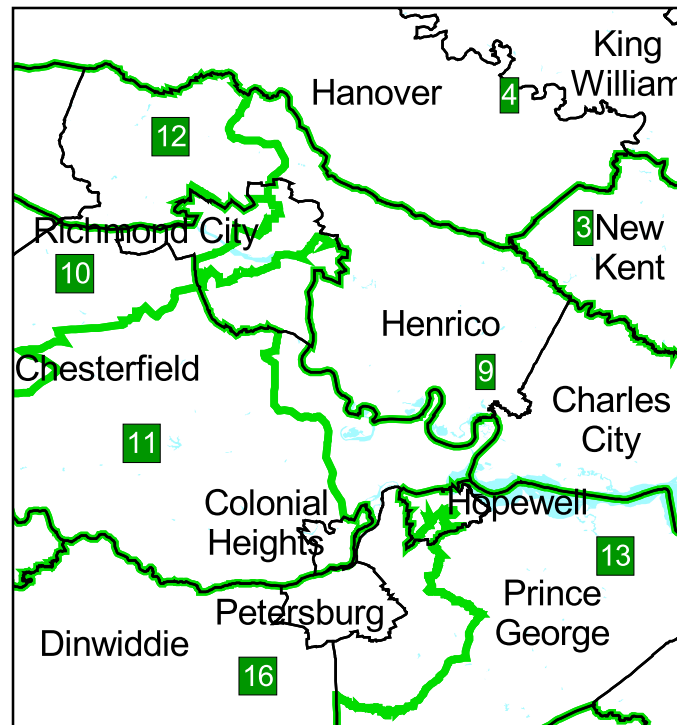 King
William
Hanover
4
12
3
New
Kent
Richmond City
10
Henrico
Chesterfield
9
Charles
City
11
Colonial
Heights
Hopewell
13
Prince
George
Petersburg
Dinwiddie
16